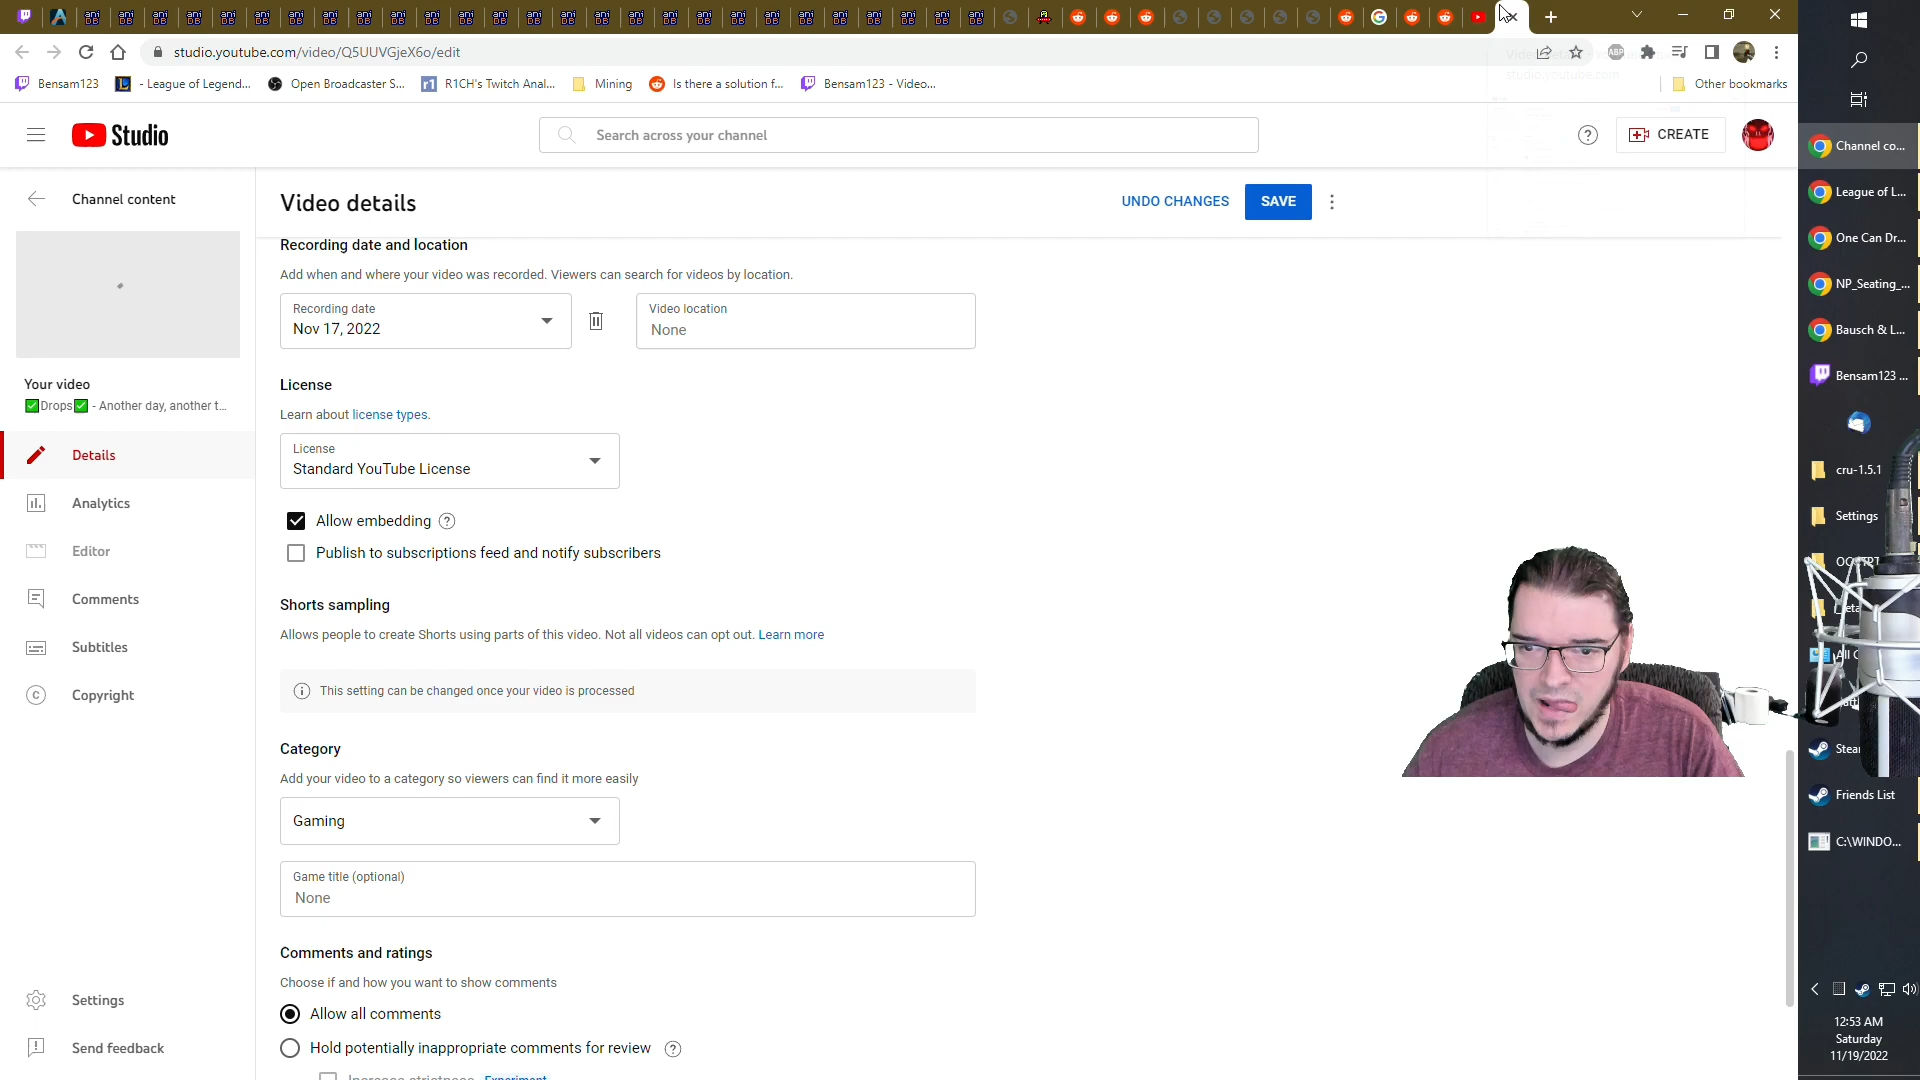 studio.youtube.com/video/Q5UUVGjeX6o/edit
Bensam123
- League of Legend...
Open Broadcaster S...
R1CH's Twitch Anal...
Mining
Is there a solution f...
Bensam123 - Video...
Other bookmarks
Studio
Search across your channel
CREATE
Channel content
Video details
UNDO CHANGES
SAVE
Your video
Drops - Another day, another t...
Details
Analytics
Editor
Comments
Subtitles
Copyright
Settings
Send feedback
Recording date and location
Add when and where your video was recorded. Viewers can search for videos by location.
Recording date
Nov 17, 2022
Video location
None
License
Learn about license types.
License
Standard YouTube License
Allow embedding
Publish to subscriptions feed and notify subscribers
Shorts sampling
Allows people to create Shorts using parts of this video. Not all videos can opt out. Learn more
This setting can be changed once your video is processed
Category
Add your video to a category so viewers can find it more easily
Gaming
Game title (optional)
None
Comments and ratings
Choose if and how you want to show comments
Allow all comments
Hold potentially inappropriate comments for review
Increase strictness Experiment
Channel co...
League of L...
One Can Dr...
NP_Seating_...
Bausch & L...
Bensam123 ...
cru-1.5.1
Settings
Friends List
C:\WINDO...
12:53 AM
Saturday
11/19/2022